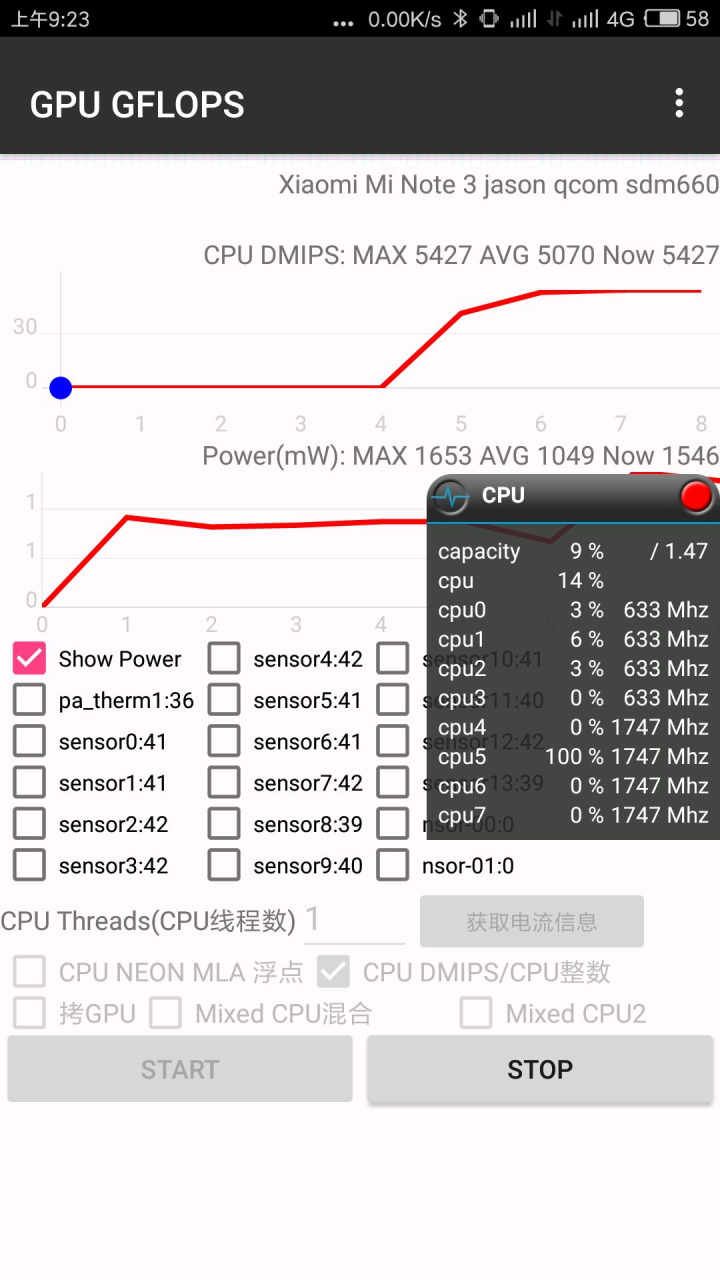 上午9:23 ... 0.00K/s 4G 58
GPU GFLOPS
Xiaomi Mi Note 3 jason qcom sdm660
CPU DMIPS: MAX 5427 AVG 5070 Now 5427
30
0
0 1 2 3 4 5 6 7 8
Power(mW): MAX 1653 AVG 1049 Now 1546
1
1
0
0 1 2 3 4
CPU
capacity 9 % / 1.47
cpu 14 %
cpu0 3 % 633 Mhz
cpu1 6 % 633 Mhz
cpu2 3 % 633 Mhz
cpu3 0 % 633 Mhz
cpu4 0 % 1747 Mhz
cpu5 100 % 1747 Mhz
cpu6 0 % 1747 Mhz
cpu7 0 % 1747 Mhz
Show Power sensor4:42 sensor10:41
pa_therm1:36 sensor5:41 sensor11:40
sensor0:41 sensor6:41 sensor12:42
sensor1:41 sensor7:42 sensor13:39
sensor2:42 sensor8:39 nsor-00:0
sensor3:42 sensor9:40 nsor-01:0
CPU Threads(CPU线程数) 1 获取电流信息
CPU NEON MLA 浮点 CPU DMIPS/CPU整数
拷GPU Mixed CPU混合 Mixed CPU2
START STOP